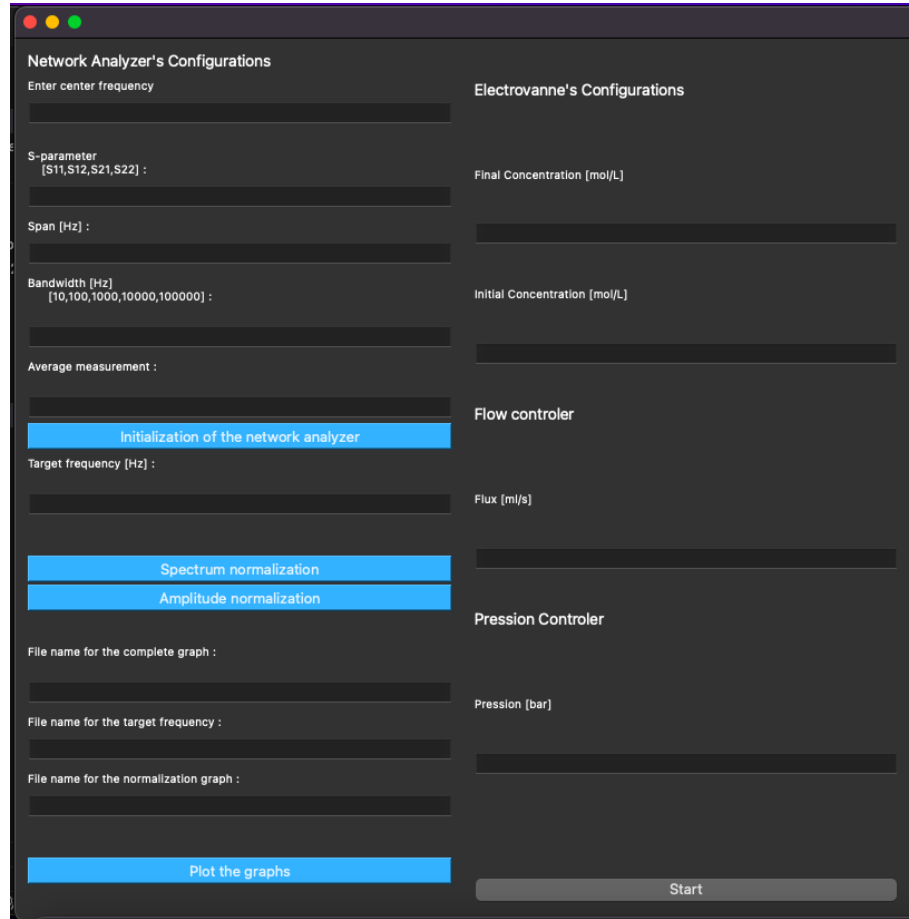 Network Analyzer's Configurations
Enter center frequency
S-parameter
[S11,S12,S21,S22] :
Span [Hz] :
Bandwidth [Hz]
[10,100,1000,10000,100000] :
Average measurement :
Initialization of the network analyzer
Target frequency [Hz] :
Spectrum normalization
Amplitude normalization
File name for the complete graph :
File name for the target frequency :
File name for the normalization graph :
Plot the graphs
Electrovanne's Configurations
Final Concentration [mol/L]
Initial Concentration [mol/L]
Flow controler
Flux [ml/s]
Pression Controler
Pression [bar]
Start